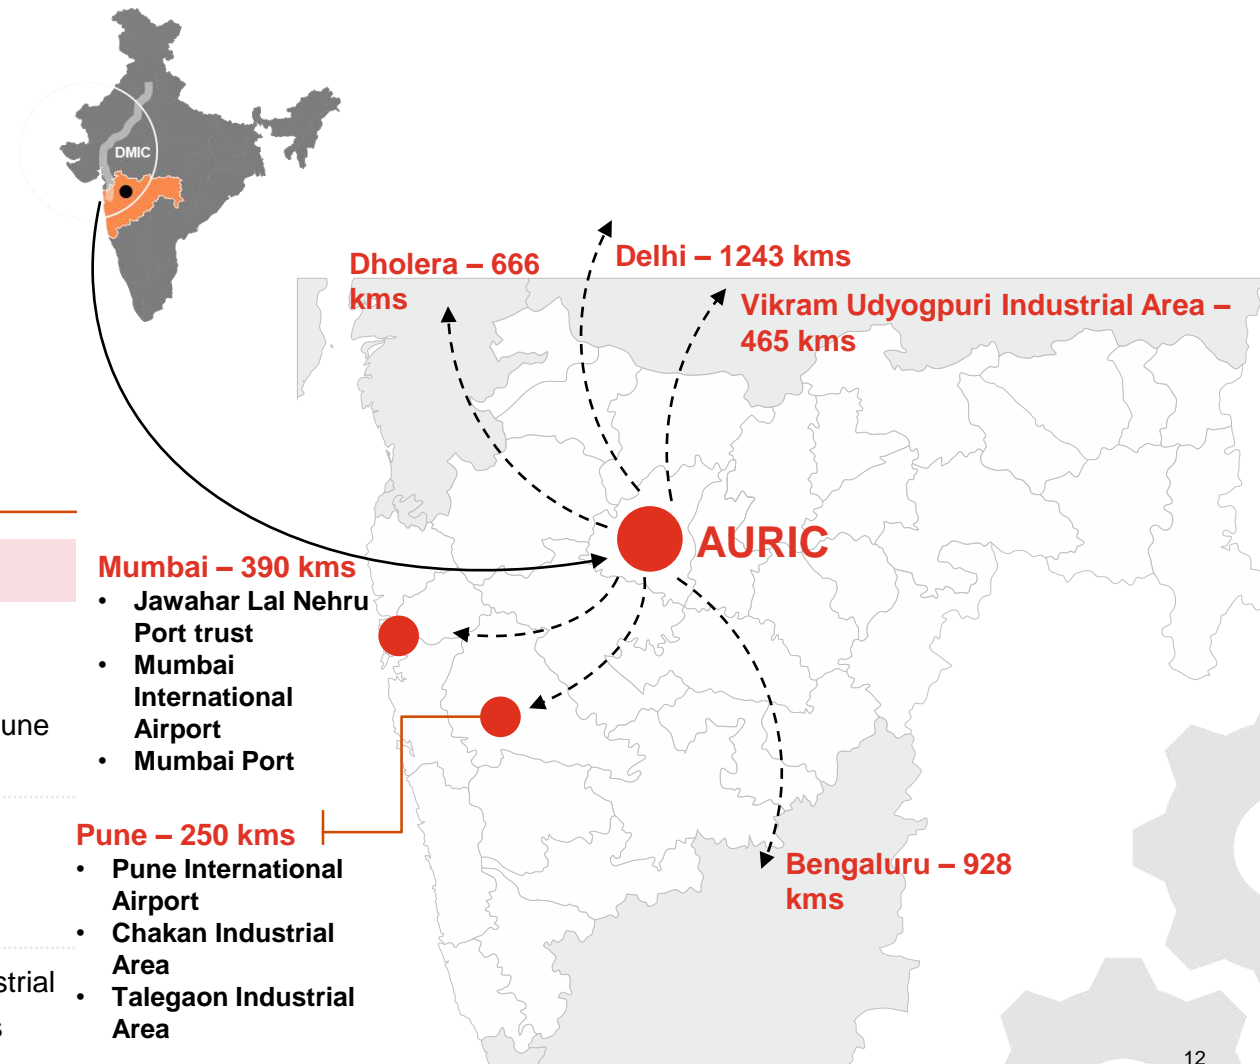 DMIC
Dholera – 666
kms
Delhi – 1243 kms
Vikram Udyogpuri Industrial Area –
465 kms
AURIC
Mumbai – 390 kms
• Jawahar Lal Nehru
Port trust
• Mumbai
International
Airport
• Mumbai Port
une
Pune – 250 kms
• Pune International
Airport
• Chakan Industrial
Area
• Talegaon Industrial
Area
strial
s
Bengaluru – 928
kms
12